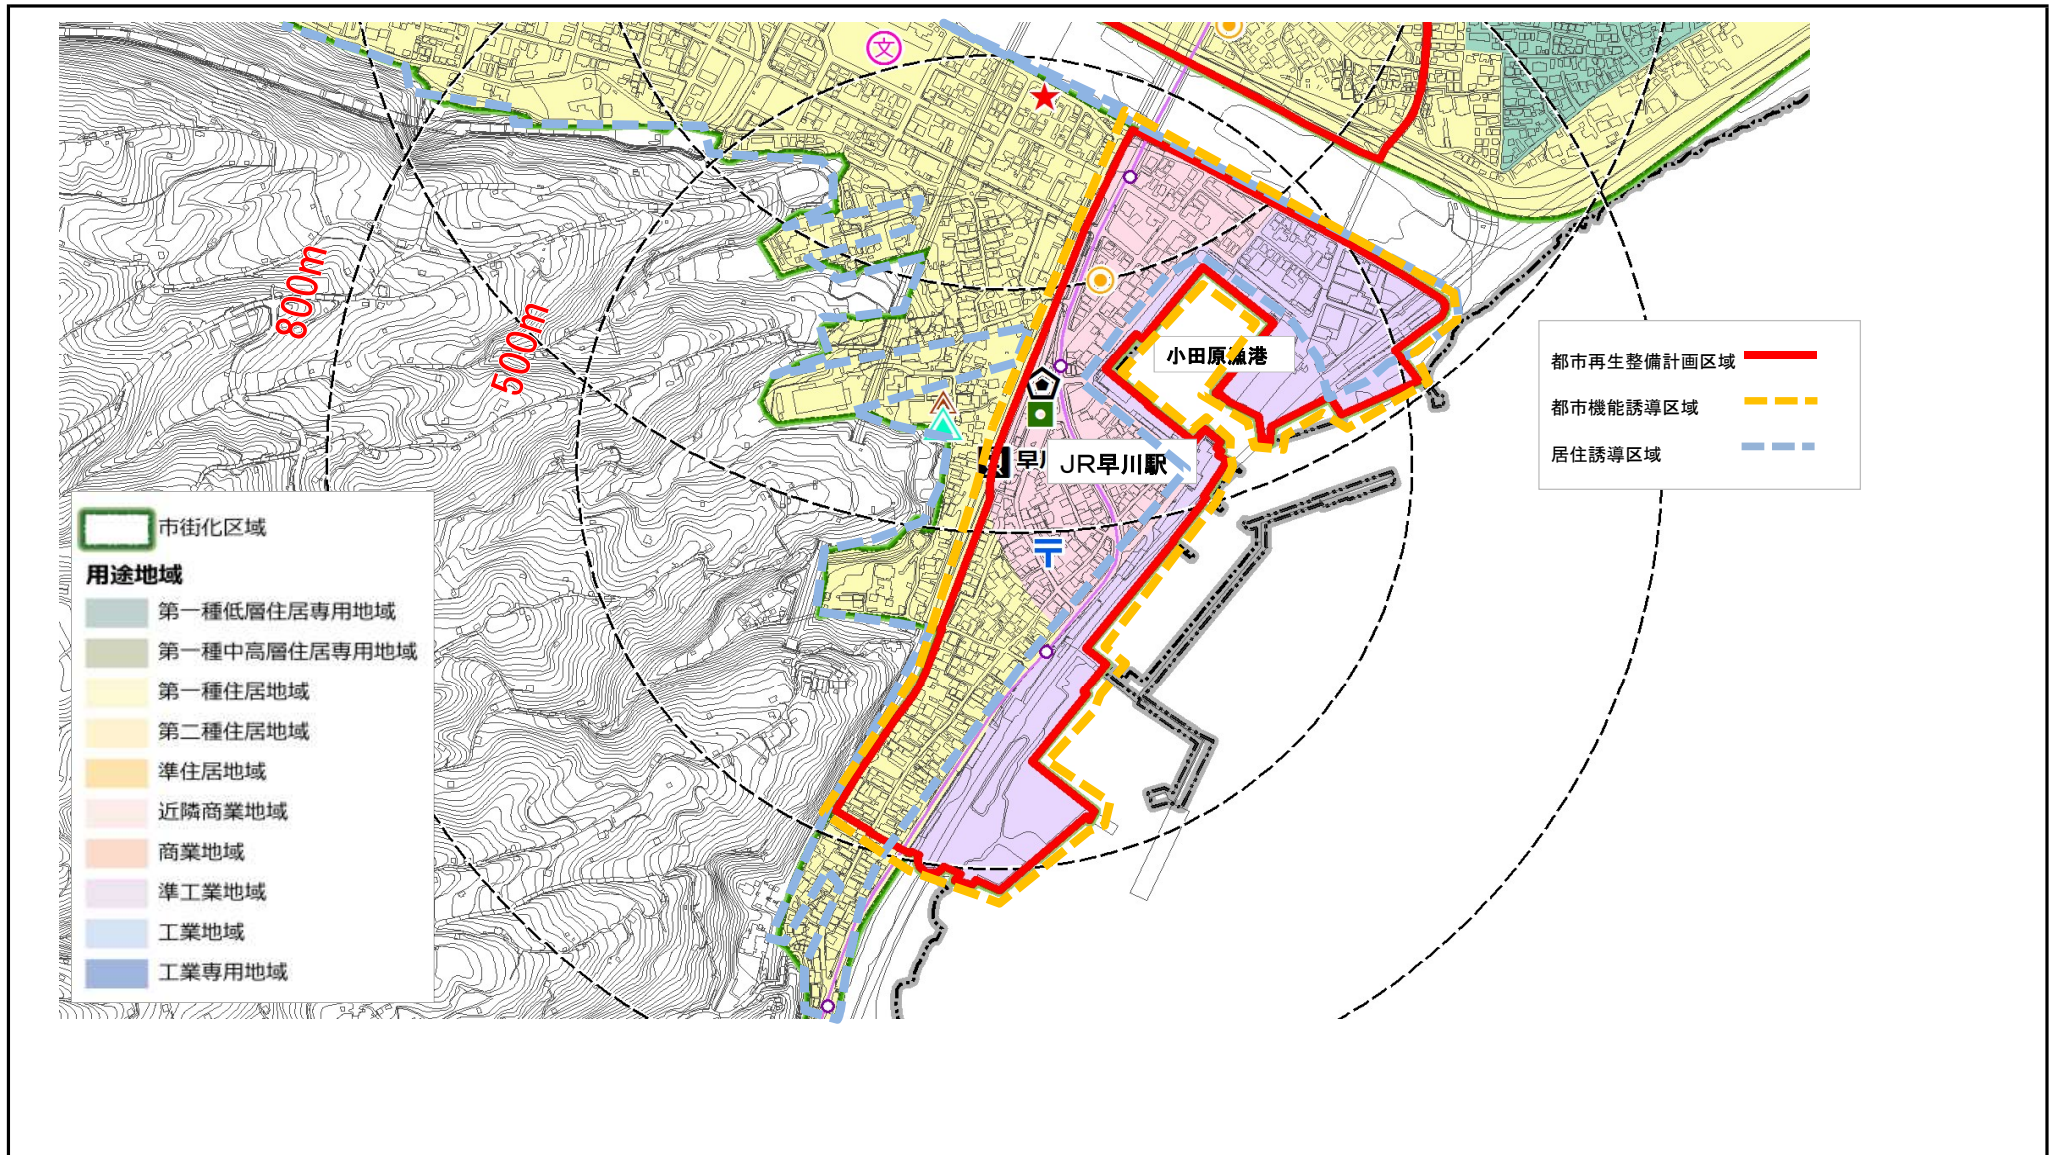 文
800m
500m
小田原漁港
早川
JR早川駅
都市再生整備計画区域
都市機能誘導区域
居住誘導区域
市街化区域
用途地域
第一種低層住居専用地域
第一種中高層住居専用地域
第一種住居地域
第二種住居地域
準住居地域
近隣商業地域
商業地域
準工業地域
工業地域
工業専用地域